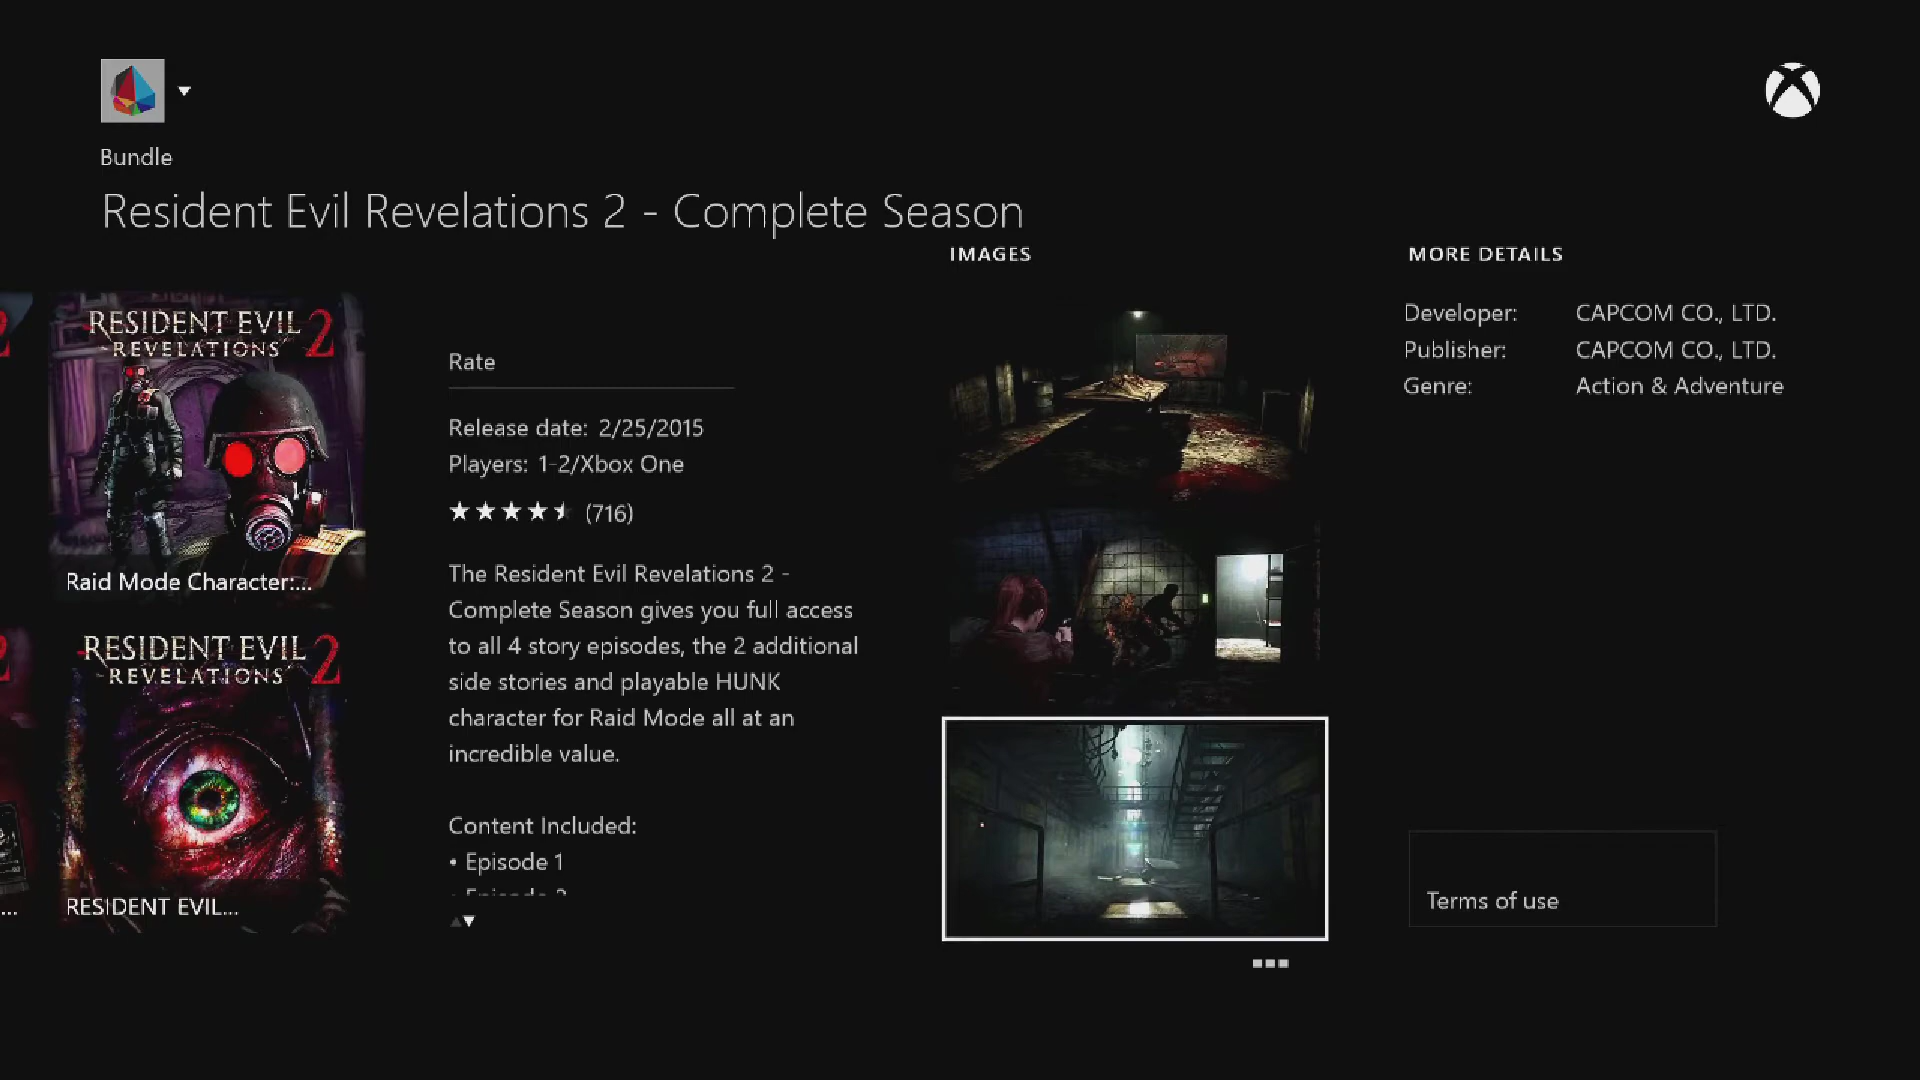 Bundle
Resident Evil Revelations 2 - Complete Season
RESIDENT EVIL 2
REVELATIONS
Raid Mode Character:...
RESIDENT EVIL 2
REVELATIONS
RESIDENT EVIL...
...
Rate
Release date: 2/25/2015
Players: 1-2/Xbox One
(716)
The Resident Evil Revelations 2 -
Complete Season gives you full access
to all 4 story episodes, the 2 additional
side stories and playable HUNK
character for Raid Mode all at an
incredible value.
Content Included:
• Episode 1
IMAGES
MORE DETAILS
Developer: CAPCOM CO., LTD.
Publisher: CAPCOM CO., LTD.
Genre: Action & Adventure
Terms of use